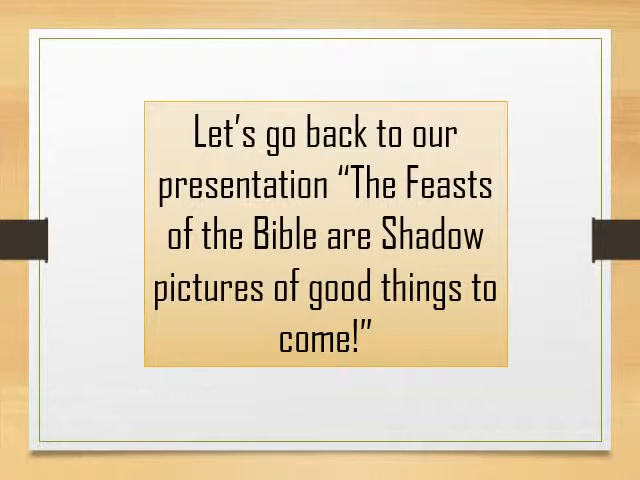 Let's go back to our
presentation “The Feasts
of the Bible are Shadow
pictures of good things to
come!”